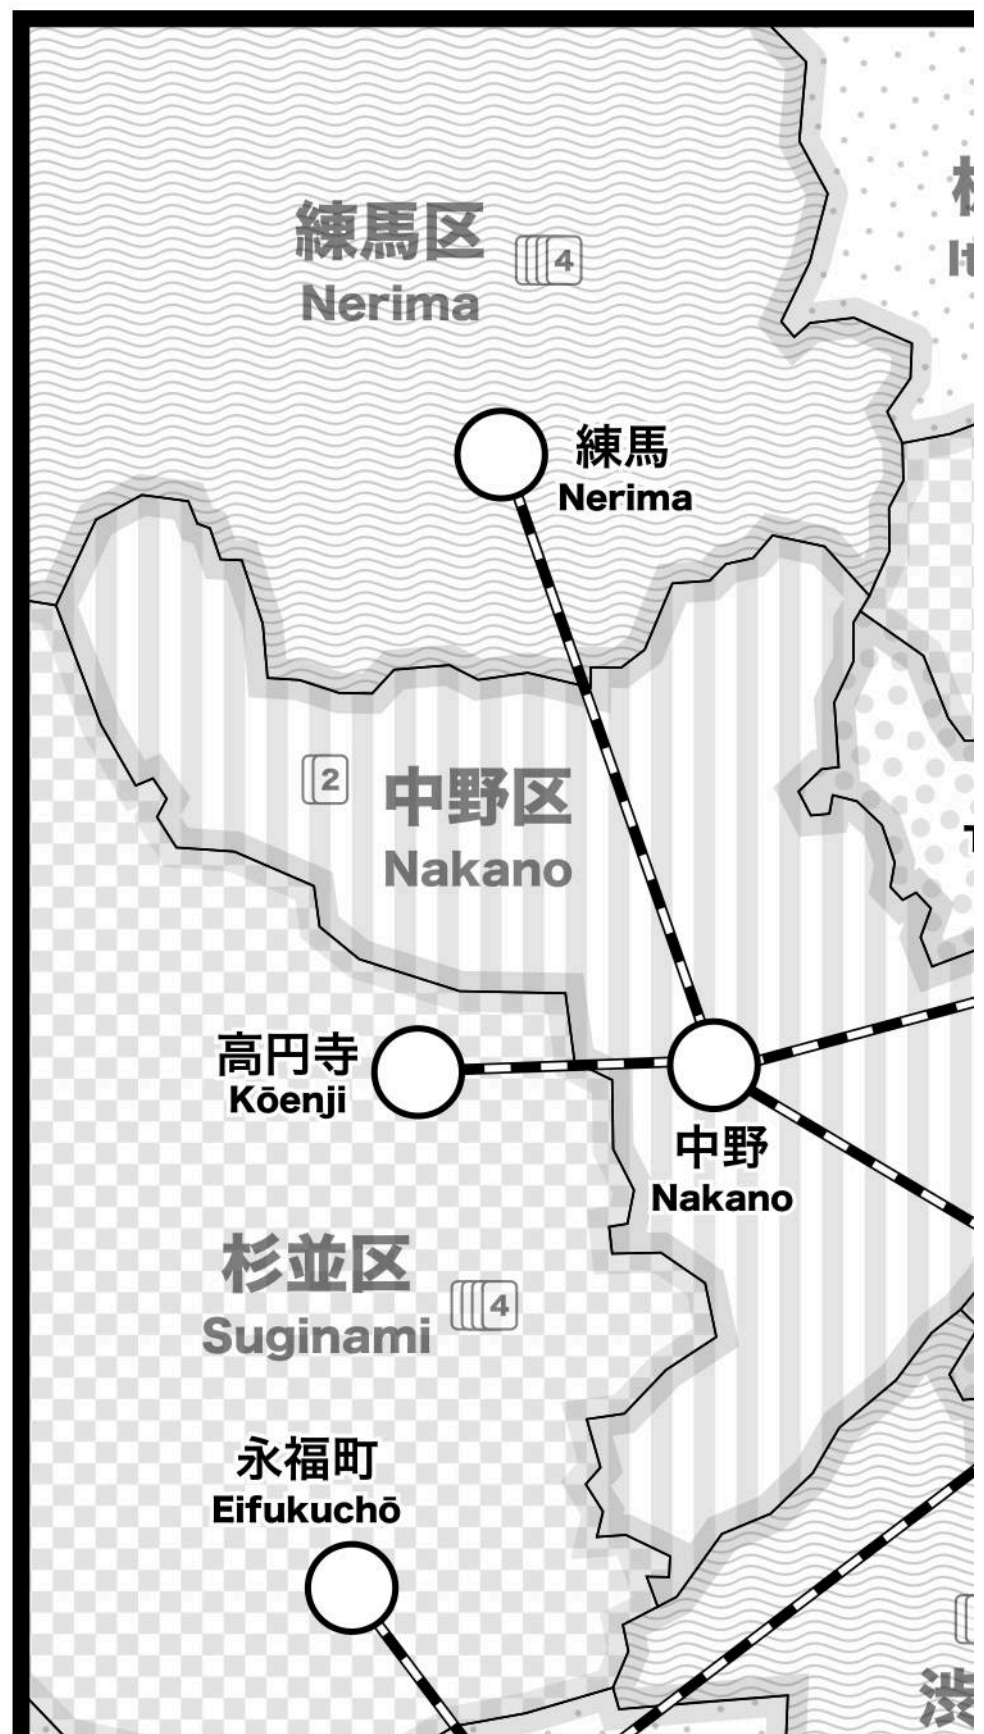 練馬区
4
Nerima
練馬
Nerima
2
中野区
Nakano
高円寺
Kōenji
中野
Nakano
杉並区
4
Suginami
永福町
Eifukuchō